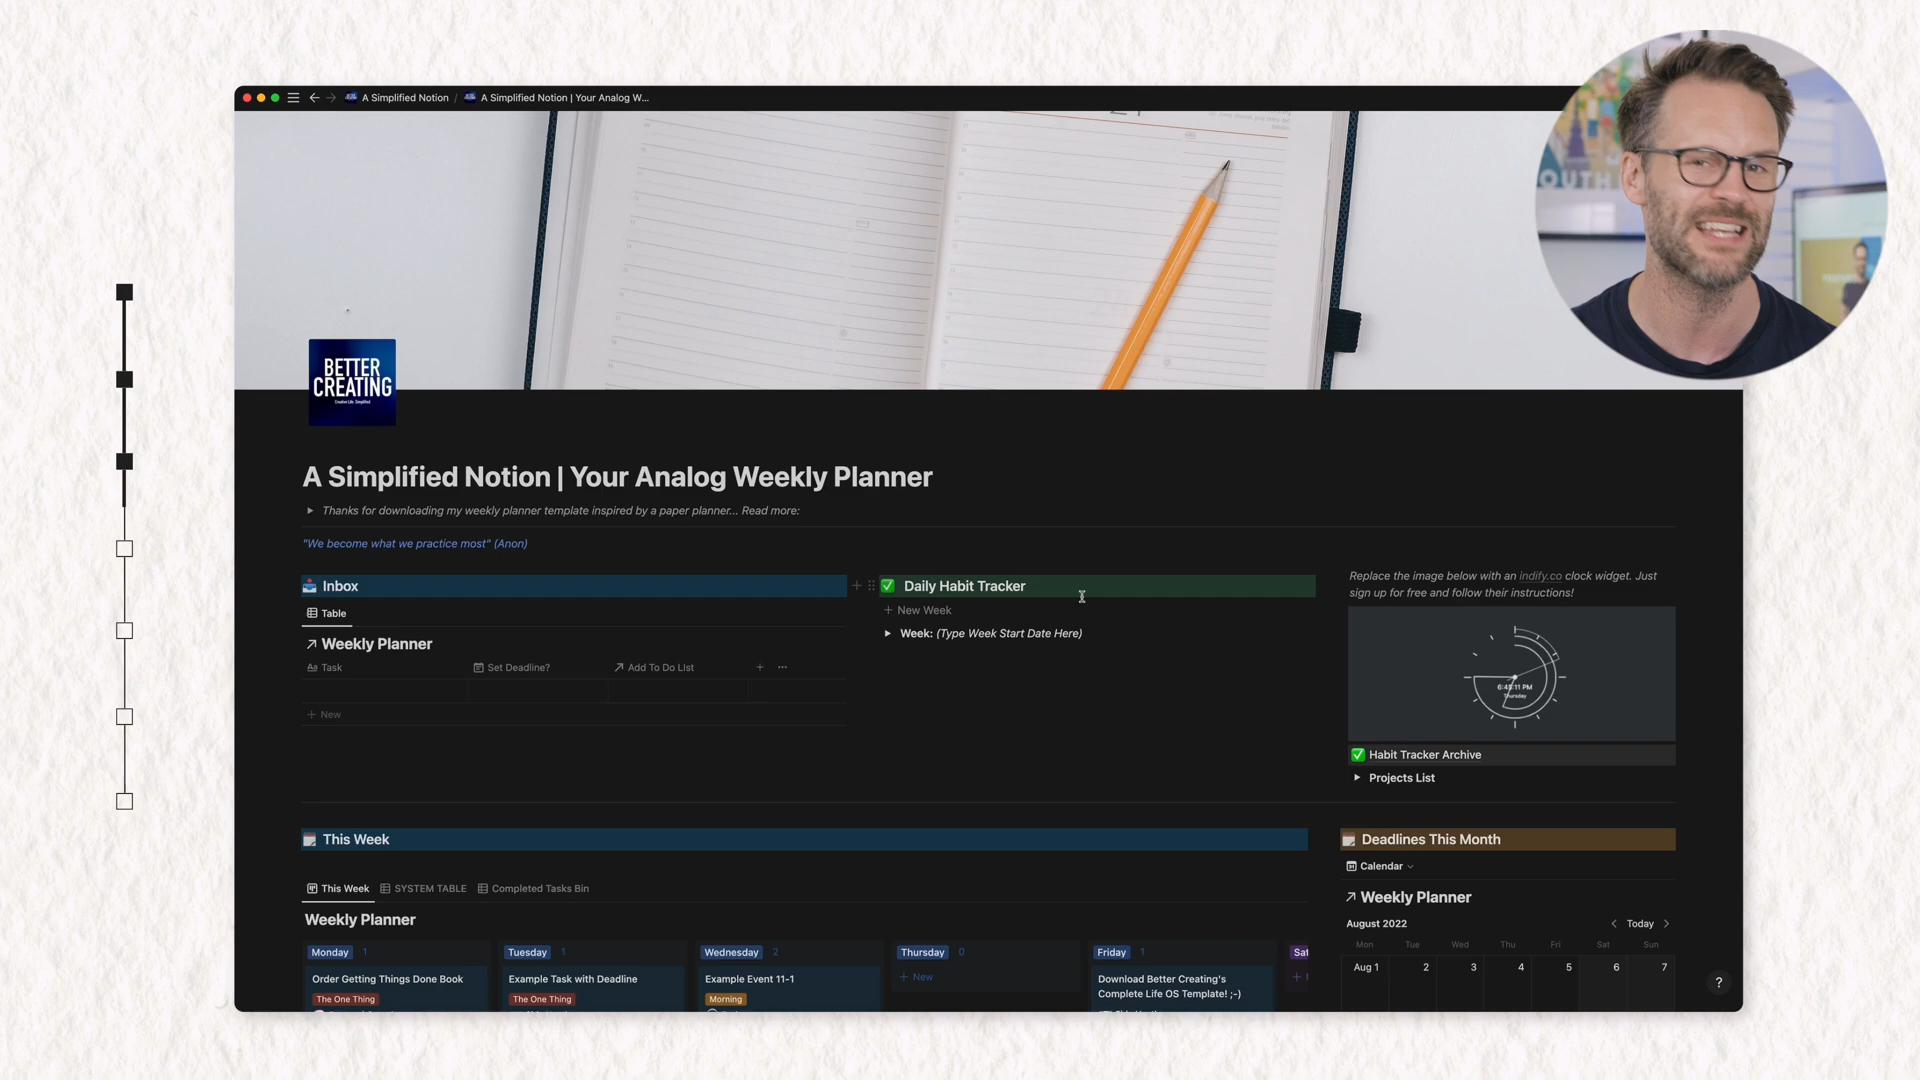 A Simplified Notion / A Simplified Notion | Your Analog W...
BETTER
CREATING
Creative Life. Simplified.
A Simplified Notion | Your Analog Weekly Planner
Thanks for downloading my weekly planner template inspired by a paper planner... Read more:
"We become what we practice most" (Anon)
Inbox
Table
Weekly Planner
Aa Task Set Deadline? Add To Do LIst
+ New
Daily Habit Tracker
+ New Week
Week: (Type Week Start Date Here)
Replace the image below with an indify.co clock widget. Just
sign up for free and follow their instructions!
Thursday
Habit Tracker Archive
Projects List
This Week
This Week SYSTEM TABLE Completed Tasks Bin
Weekly Planner
Monday 1 Tuesday 1 Wednesday 2 Thursday 0 Friday 1 Sat
Order Getting Things Done Book
The One Thing
Example Task with Deadline
The One Thing
Example Event 11-1
Morning
+ New
Download Better Creating's
Complete Life OS Template! ;-)
Deadlines This Month
Calendar
Weekly Planner
August 2022 Today
Mon Tue Wed Thu Fri Sat Sun
Aug 1 2 3 4 5 6 7
?
OUTH